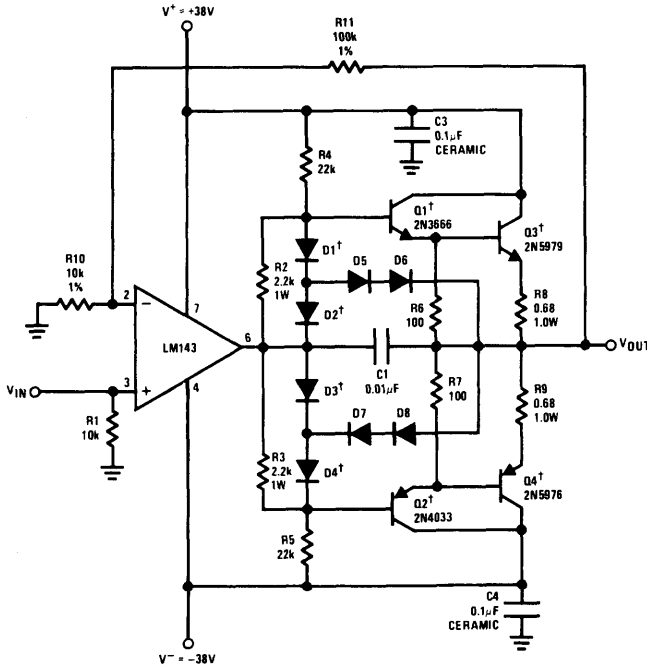 V+ = +38V
R11
100k
1%
C3
0.1μF
CERAMIC
R4
22k
Q1†
2N3666
Q3†
2N5979
R10
10k
1%
D1†
D5
D6
R2
2.2k
1W
R6
100
R8
0.68
1.0W
D2†
2
−
7
LM143
6
VOUT
C1
0.01μF
VIN
3
+
4
R7
100
R9
0.68
1.0W
R1
10k
D3†
D7
D8
R3
2.2k
1W
D4†
Q2†
2N4033
Q4†
2N5976
R5
22k
C4
0.1μF
CERAMIC
V− = −38V